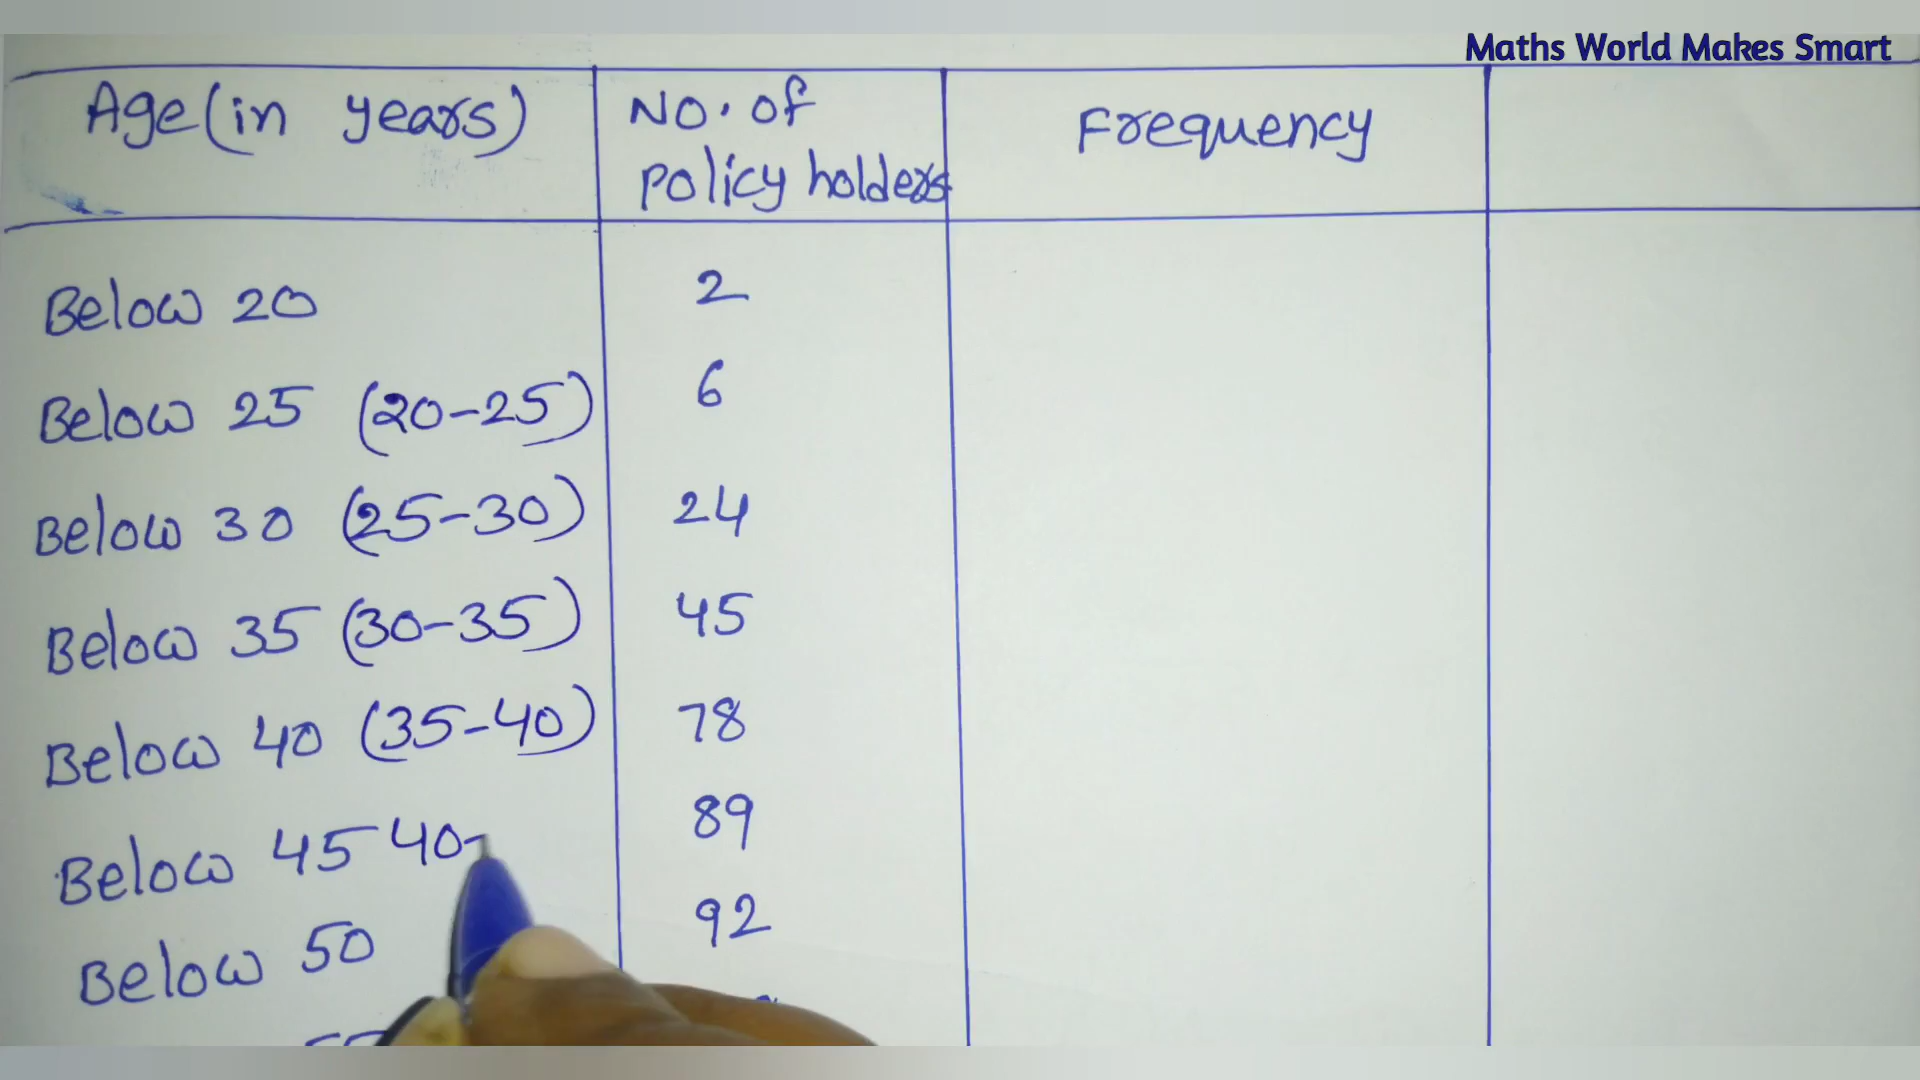 Maths World Makes Smart
Age (in years) No. of policy holders Frequency
Below 20 2
Below 25 (20-25) 6
Below 30 (25-30) 24
Below 35 (30-35) 45
Below 40 (35-40) 78
Below 45 40- 89
Below 50 92